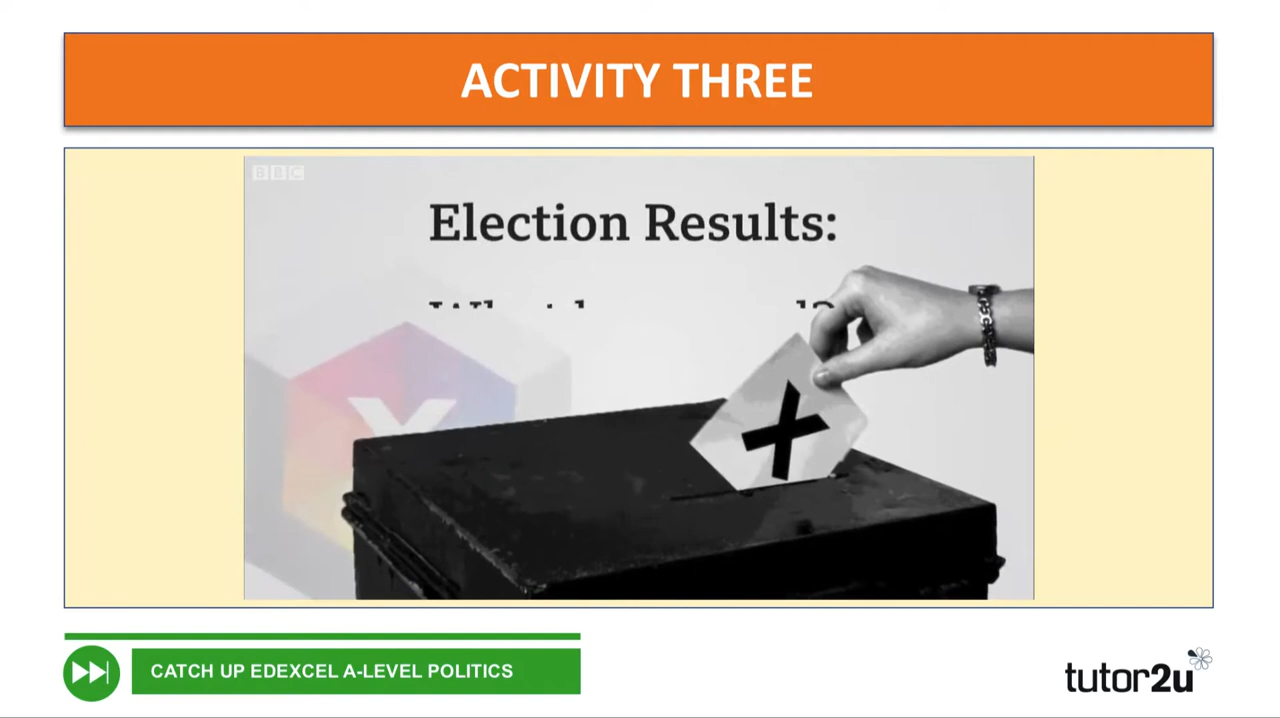 ACTIVITY THREE
BBC
Election Results:
X
X
CATCH UP EDEXCEL A-LEVEL POLITICS
tutor2u